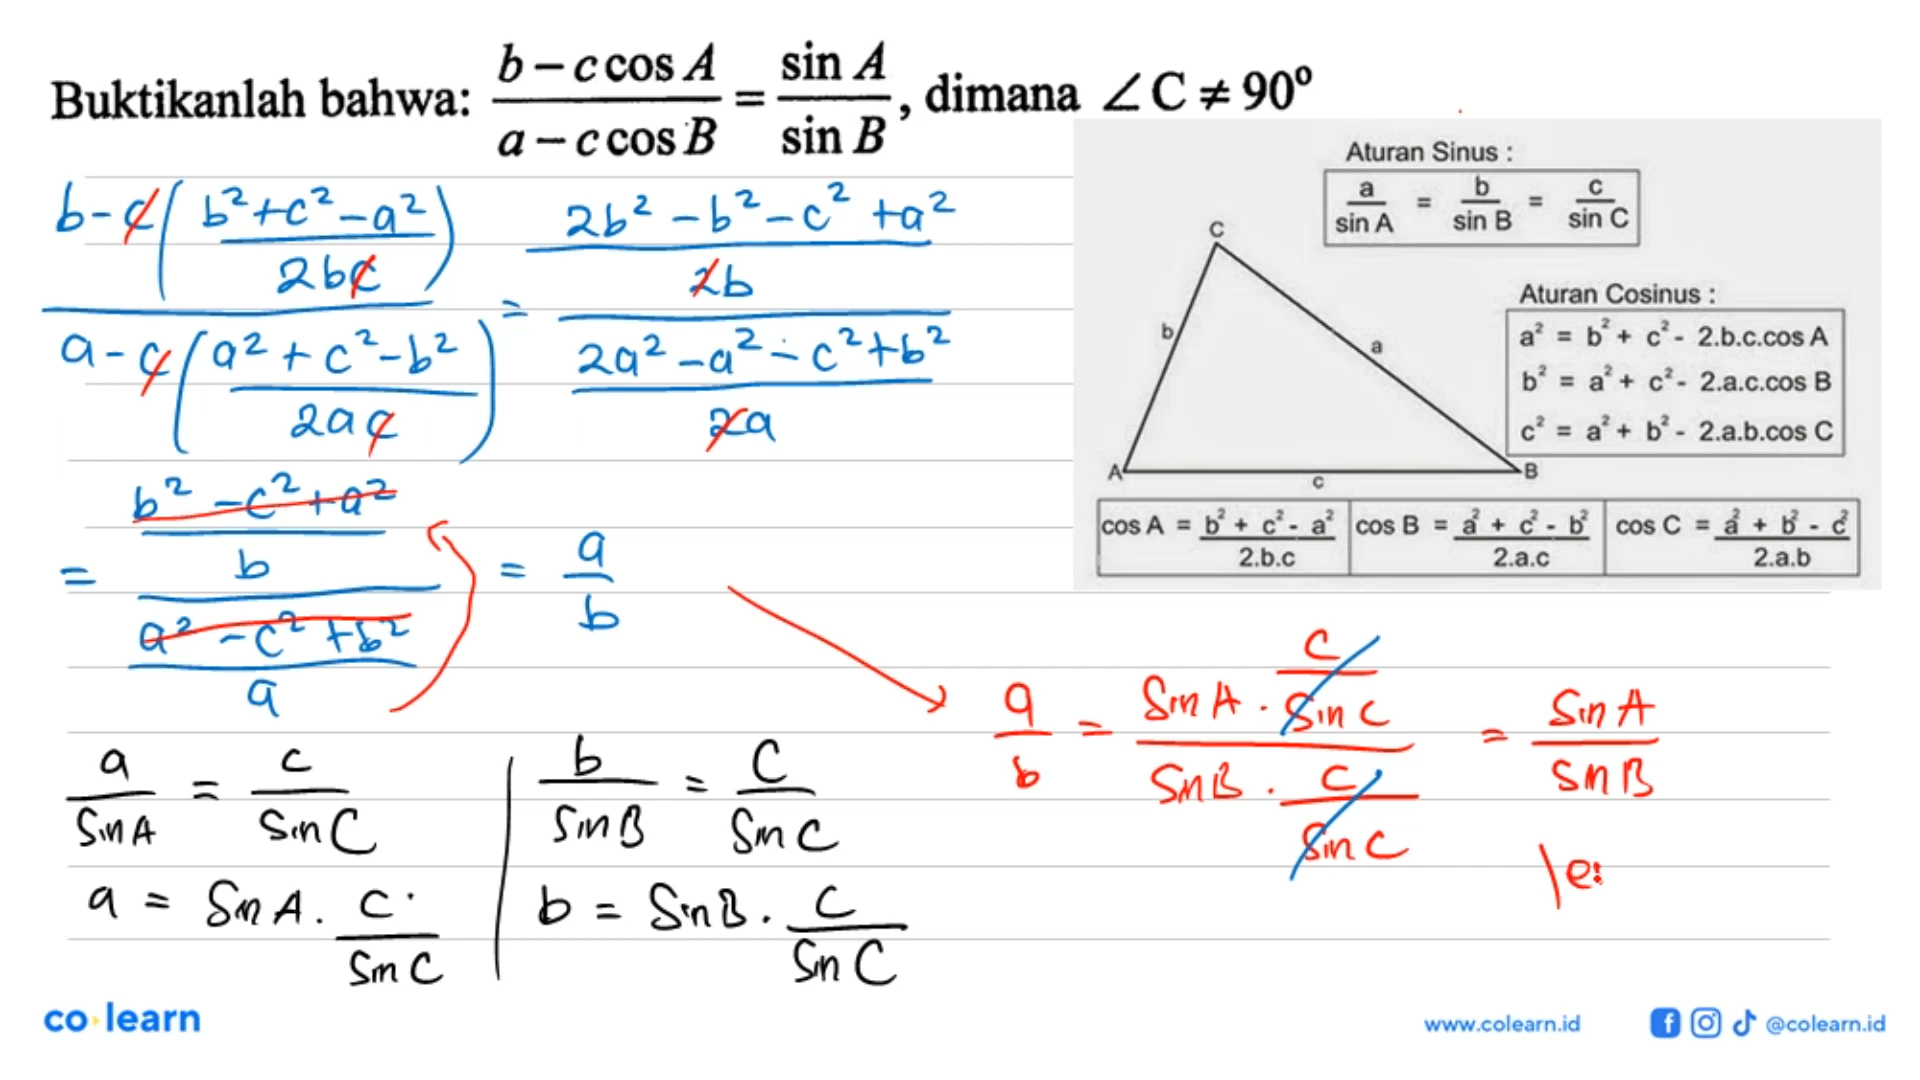 Buktikanlah bahwa: (b - c cos A)/(a - c cos B) = sin A/sin B, dimana ∠C ≠ 90°
(b - c((b² + c² - a²)/2bc))/(a - c((a² + c² - b²)/2ac)) = ((2b² - b² - c² + a²)/2b)/((2a² - a² - c² + b²)/2a)
= ((b² - c² + a²)/b)/((a² - c² + b²)/a) = a/b
a/sin A = c/sin C
a = sin A . c/sin C
b/sin B = c/sin C
b = sin B . c/sin C
a/b = (sin A . c/sin C)/(sin B . c/sin C) = sin A/sin B
Aturan Sinus :
a/sin A = b/sin B = c/sin C
C
b
a
A
c
B
Aturan Cosinus :
a² = b² + c² - 2.b.c.cos A
b² = a² + c² - 2.a.c.cos B
c² = a² + b² - 2.a.b.cos C
cos A = (b² + c² - a²)/2.b.c
cos B = (a² + c² - b²)/2.a.c
cos C = (a² + b² - c²)/2.a.b
co learn
www.colearn.id
@colearn.id